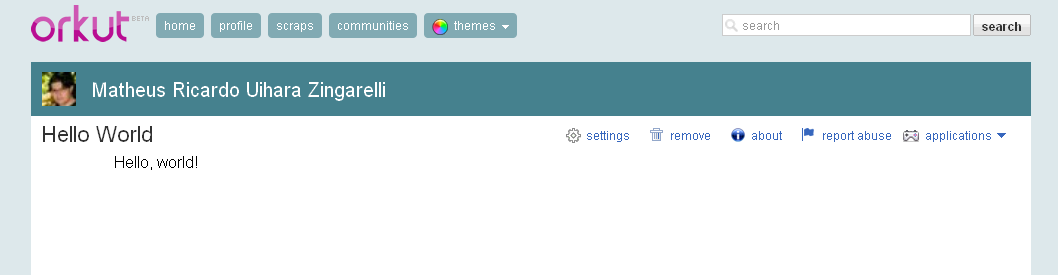 orkut BETA home profile scraps communities themes search search
Matheus Ricardo Uihara Zingarelli
Hello World settings remove about report abuse applications
Hello, world!